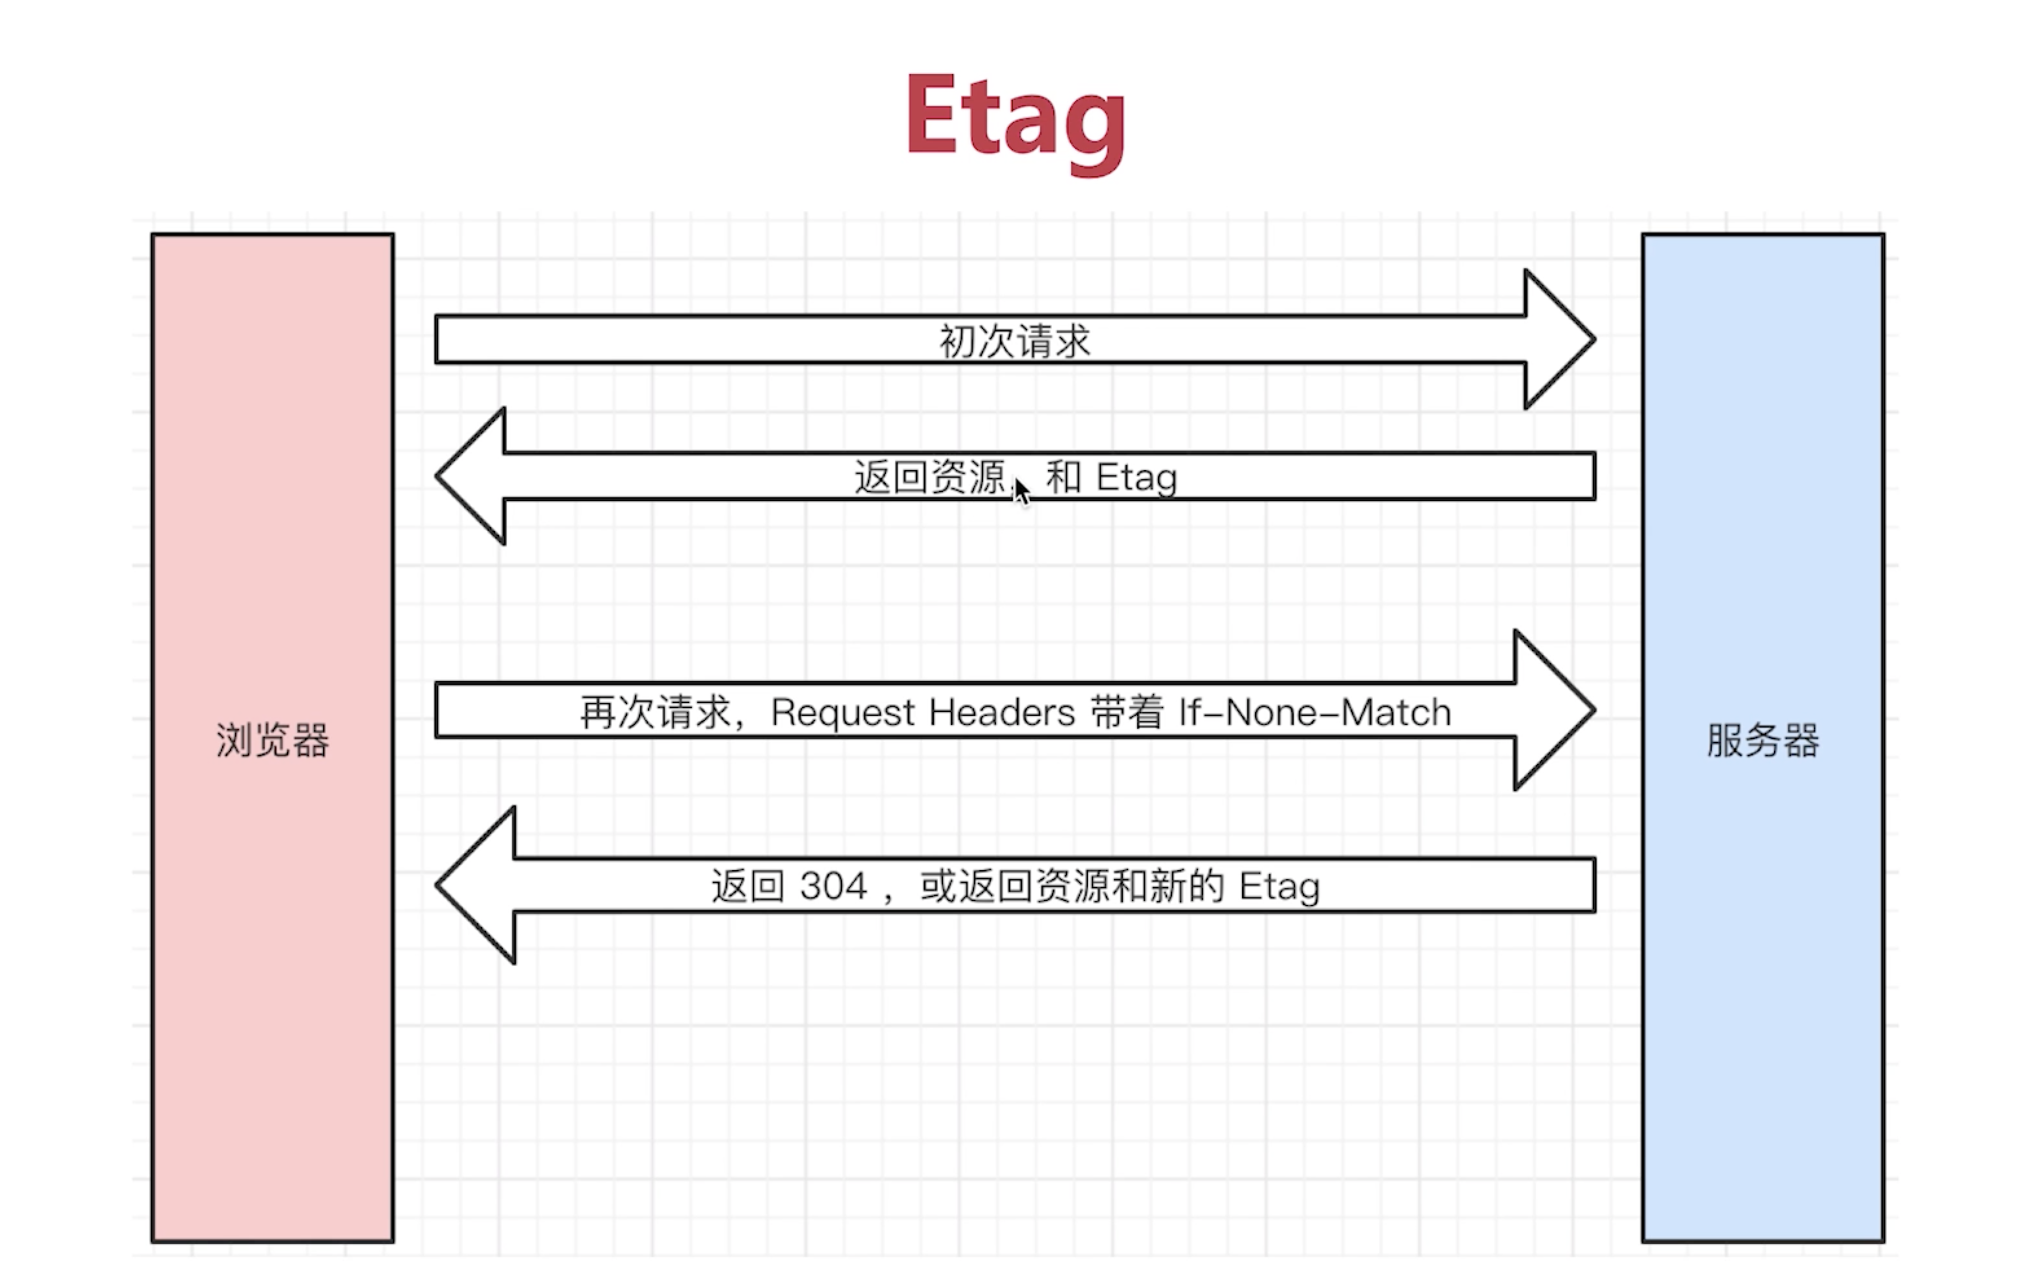 Etag
初次请求
返回资源，和 Etag
再次请求，Request Headers 带着 If-None-Match
浏览器
服务器
返回 304 ，或返回资源和新的 Etag